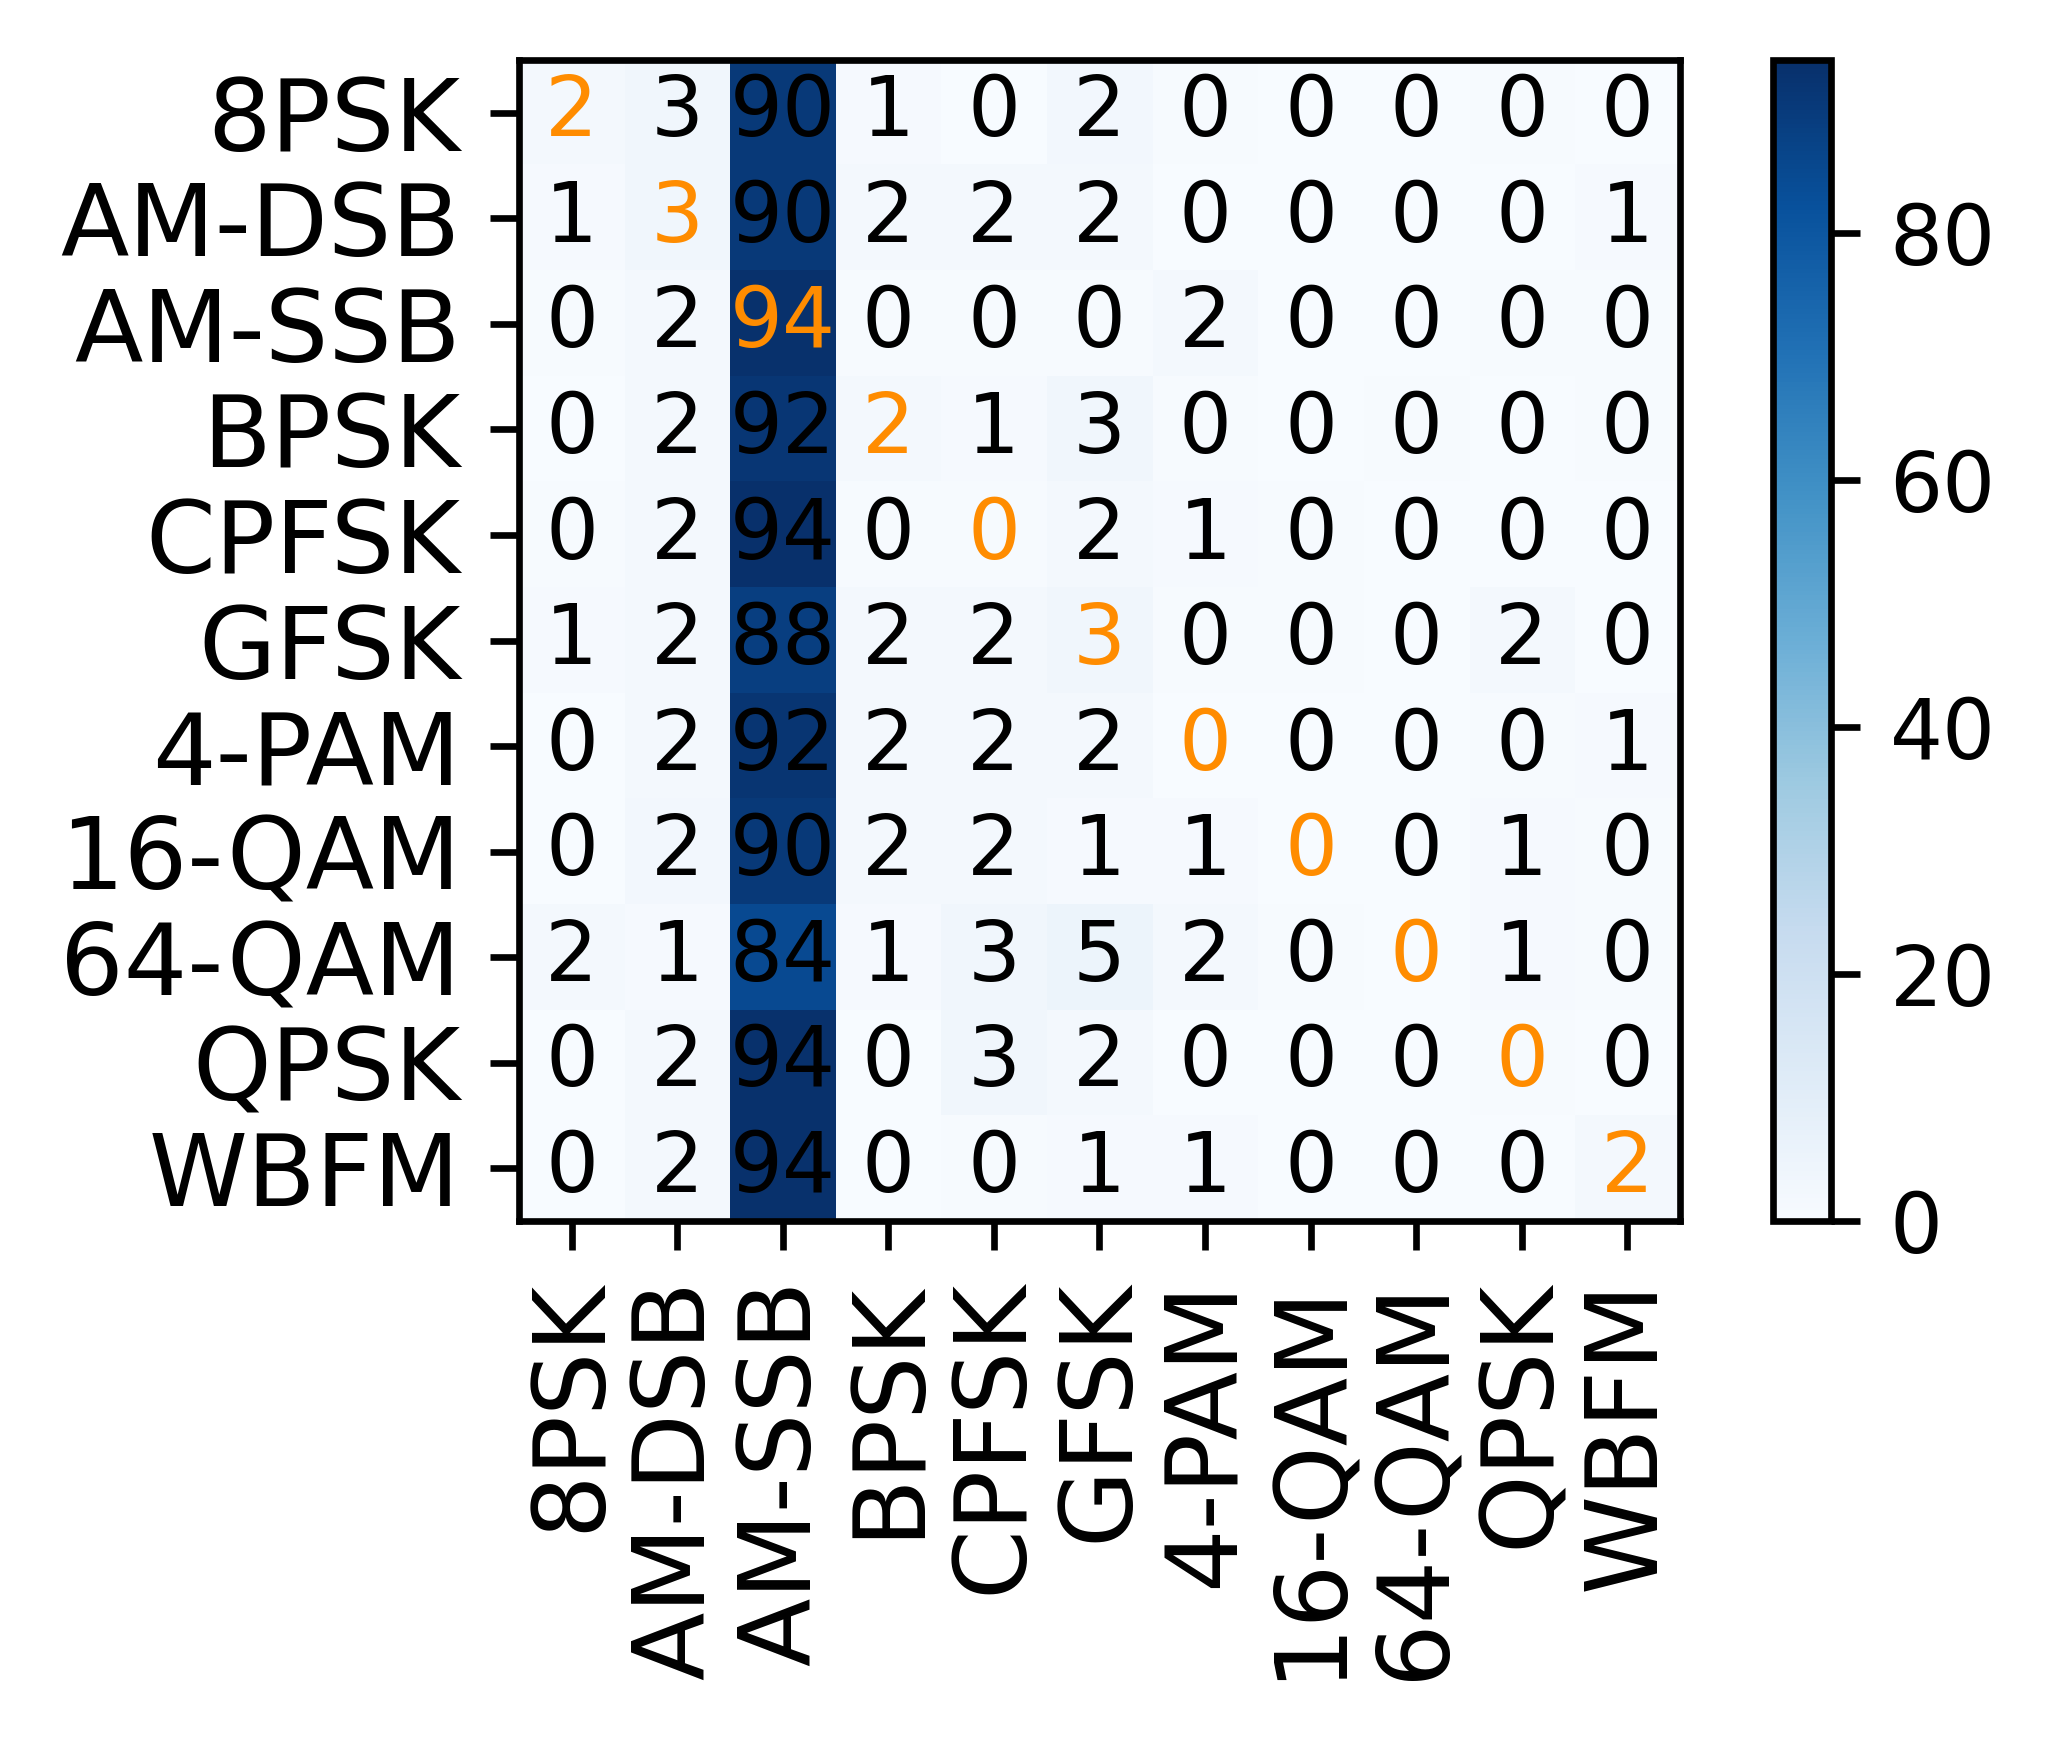 8PSK 2 3 90 1 0 2 0 0 0 0 0
AM-DSB 1 3 90 2 2 2 0 0 0 0 1
AM-SSB 0 2 94 0 0 0 2 0 0 0 0
BPSK 0 2 92 2 1 3 0 0 0 0 0
CPFSK 0 2 94 0 0 2 1 0 0 0 0
GFSK 1 2 88 2 2 3 0 0 0 2 0
4-PAM 0 2 92 2 2 2 0 0 0 0 1
16-QAM 0 2 90 2 2 1 1 0 0 1 0
64-QAM 2 1 84 1 3 5 2 0 0 1 0
QPSK 0 2 94 0 3 2 0 0 0 0 0
WBFM 0 2 94 0 0 1 1 0 0 0 2
8PSK
AM-DSB
AM-SSB
BPSK
CPFSK
GFSK
4-PAM
16-QAM
64-QAM
QPSK
WBFM
80
60
40
20
0